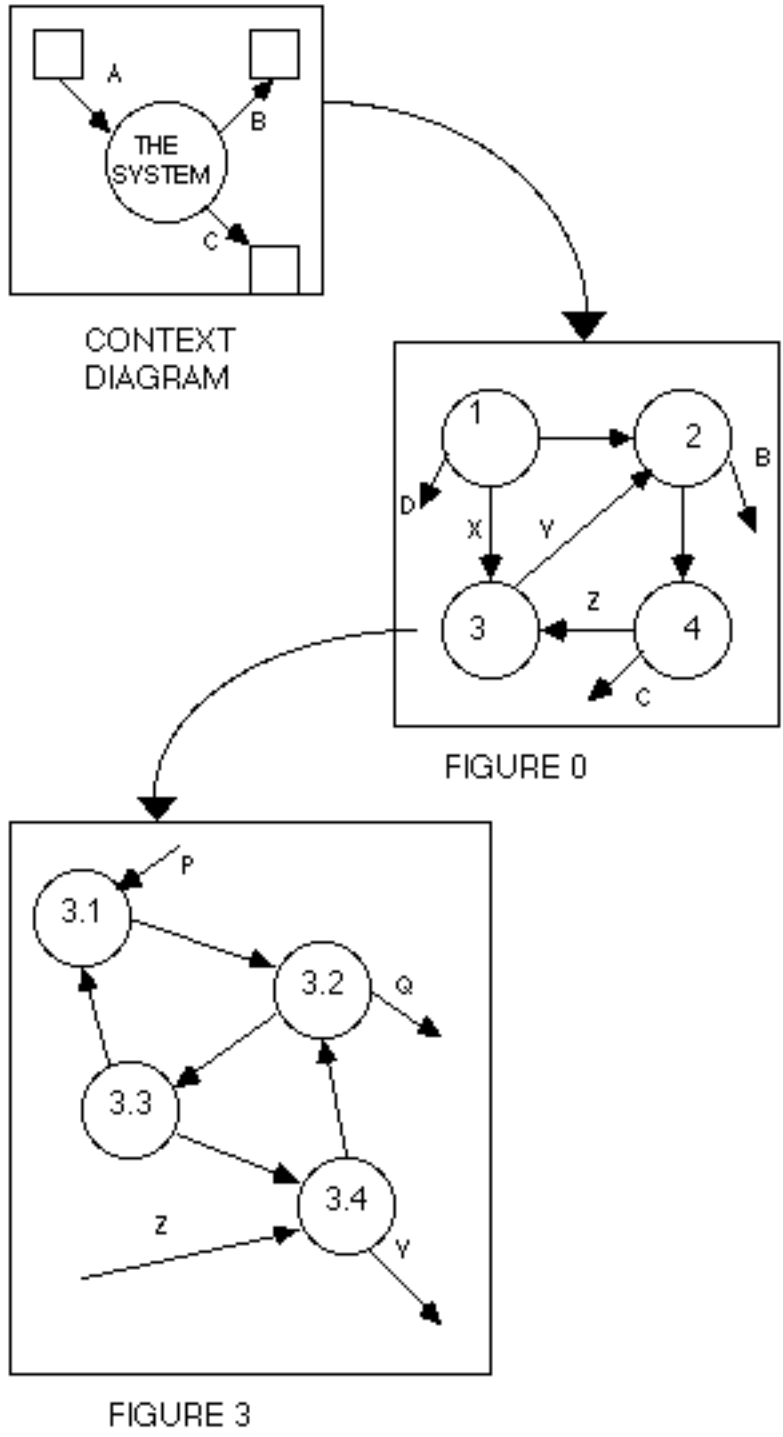 A
B
THE
SYSTEM
C
CONTEXT
DIAGRAM
1
2
B
D
X
Y
Z
3
4
C
FIGURE 0
P
3.1
3.2
Q
3.3
3.4
Z
Y
FIGURE 3